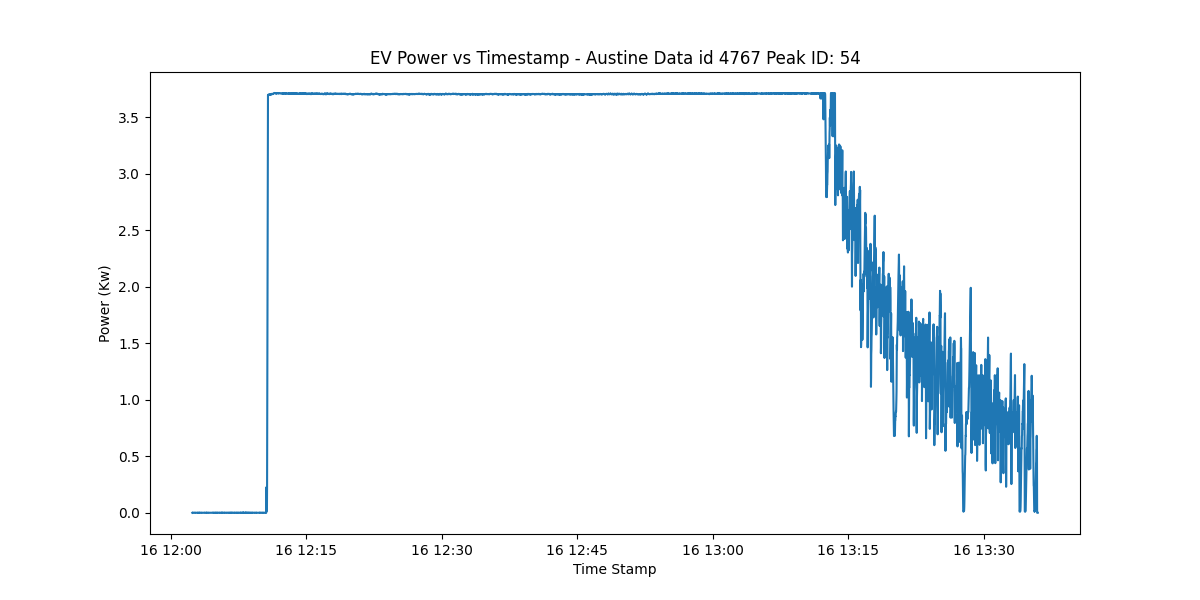 EV Power vs Timestamp - Austine Data id 4767 Peak ID: 54
Power (Kw)
3.5
3.0
2.5
2.0
1.5
1.0
0.5
0.0
16 12:00 16 12:15 16 12:30 16 12:45 16 13:00 16 13:15 16 13:30
Time Stamp